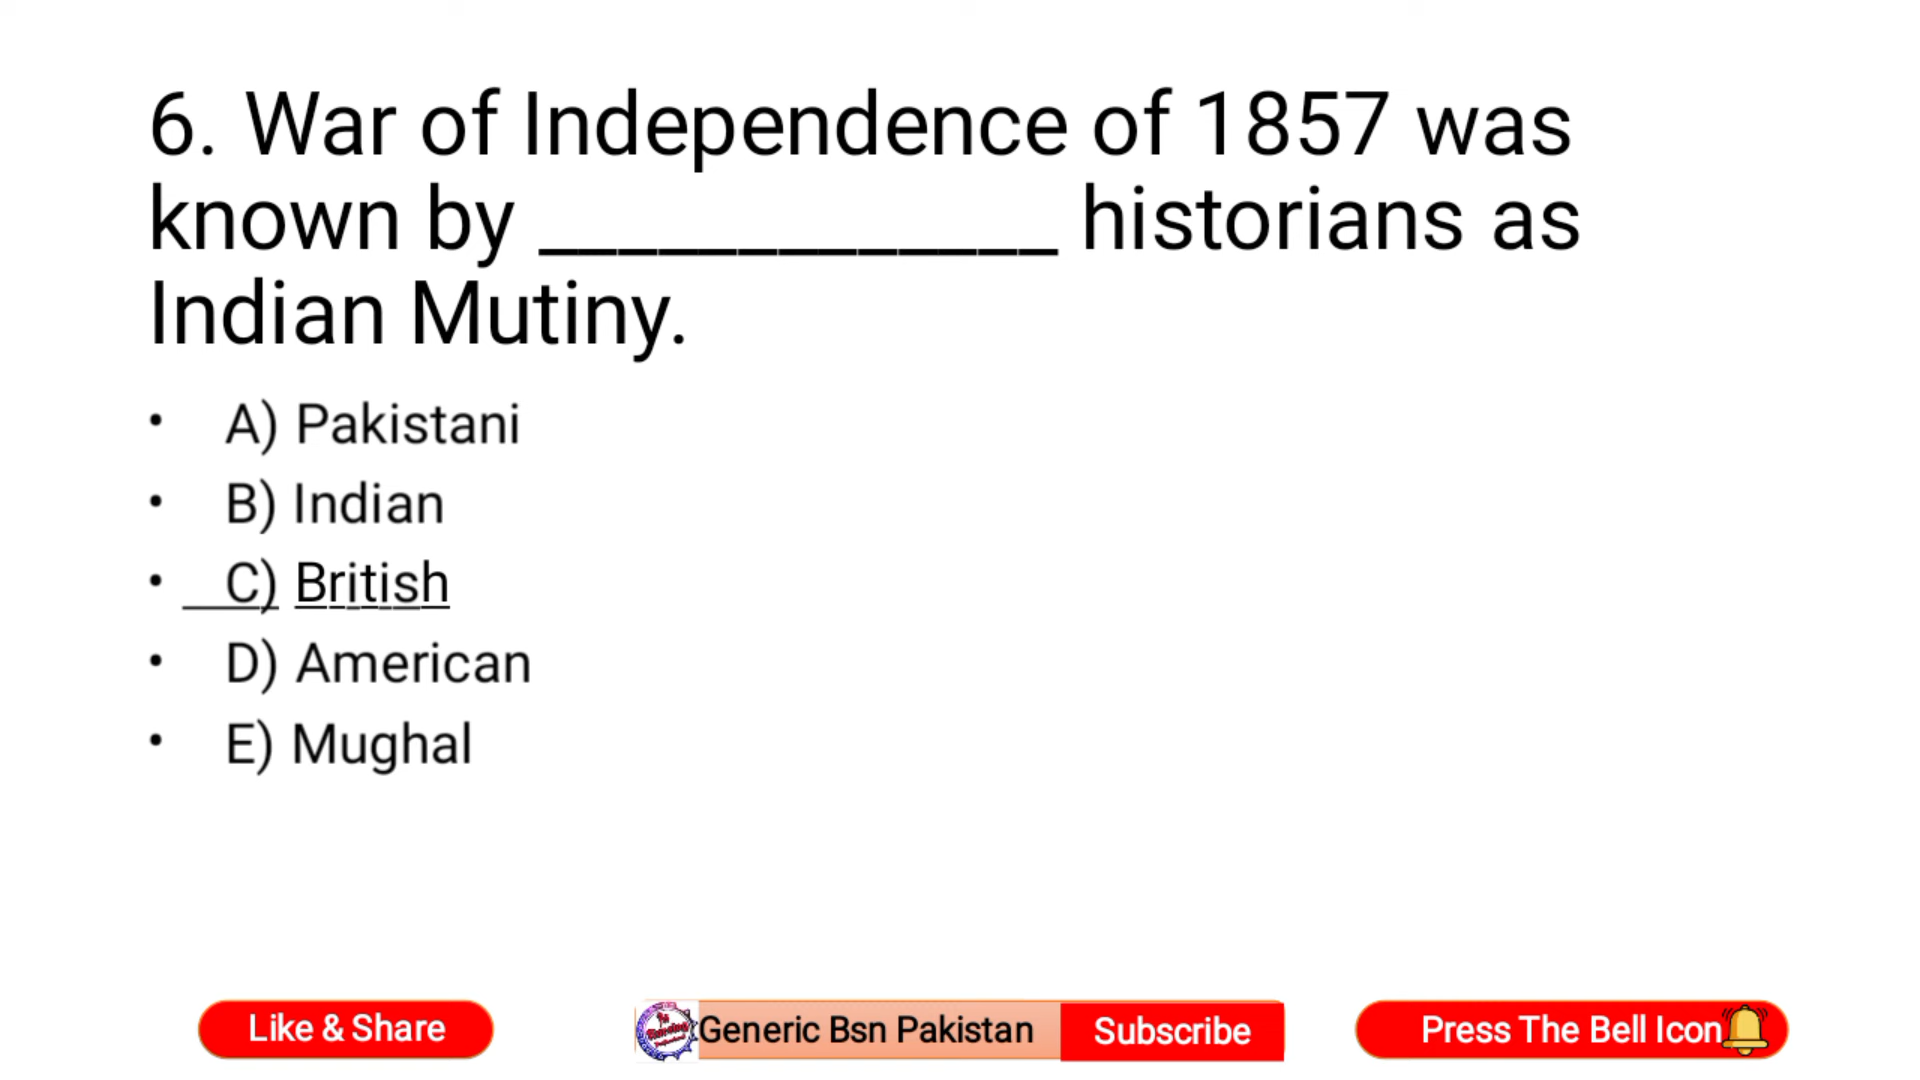 6. War of Independence of 1857 was
known by _____________ historians as
Indian Mutiny.
• A) Pakistani
• B) Indian
• C) British
• D) American
• E) Mughal
Like & Share
Generic Bsn Pakistan
Subscribe
Press The Bell Icon